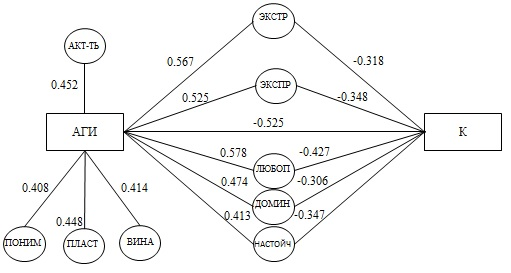 ЭКСТР
АКТ-ТЬ
0.567
-0.318
0.452
ЭКСПР
0.525
-0.348
-0.525
АГИ
К
0.578
-0.427
ЛЮБОП
0.408
0.414
0.474
-0.306
ДОМИН
0.448
0.413
-0.347
ПОНИМ
ПЛАСТ
ВИНА
НАСТОЙЧ